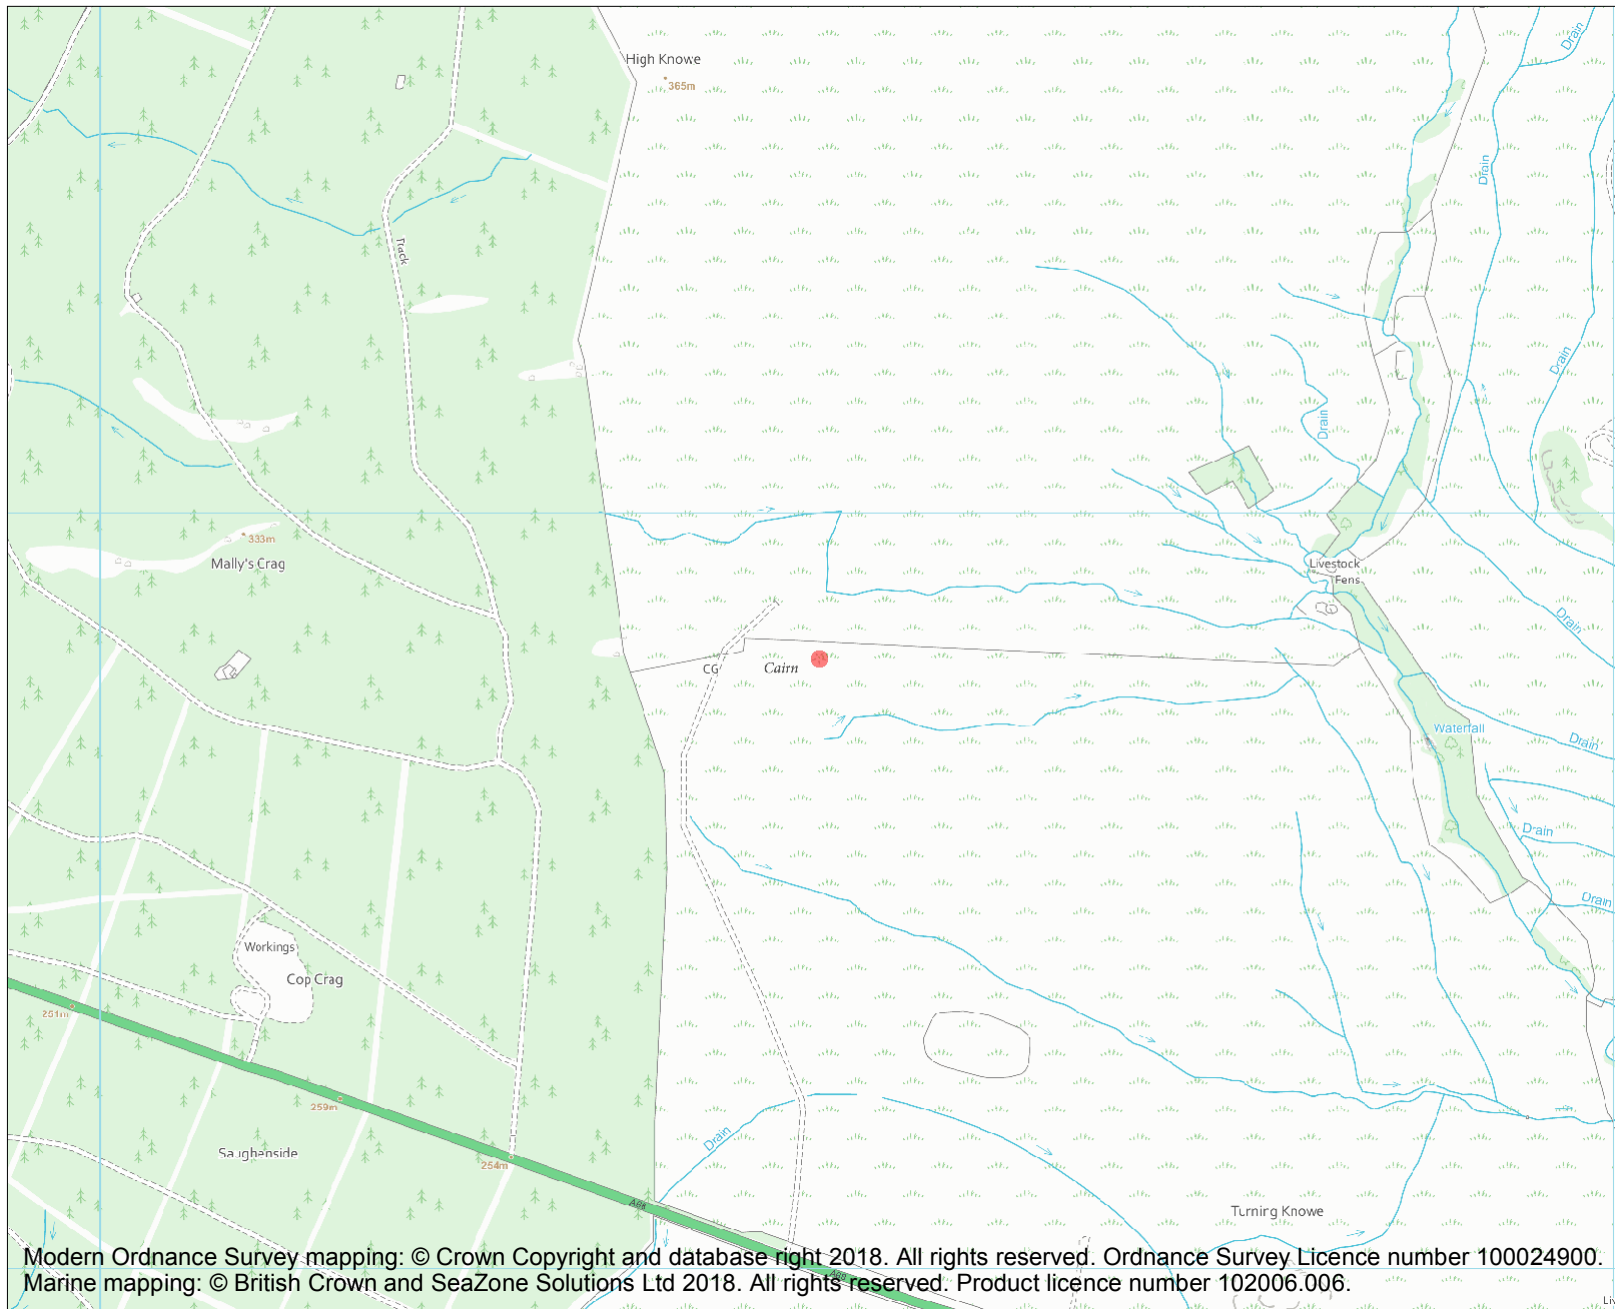 Drain
High Knowe
365m
Drain
Track
Drain
Drain
333m
Mally's Crag
Livestock
Fens
Drain
CG
Cairn
Waterfall
Drain
Drain
Drain
Workings
Cop Crag
251m
259m
Drain
Saughenside
254m
A68
Turning Knowe
Modern Ordnance Survey mapping: © Crown Copyright and database right 2018. All rights reserved. Ordnance Survey Licence number 100024900.
Marine mapping: © British Crown and SeaZone Solutions Ltd 2018. All rights reserved. Product licence number 102006.006.
A68